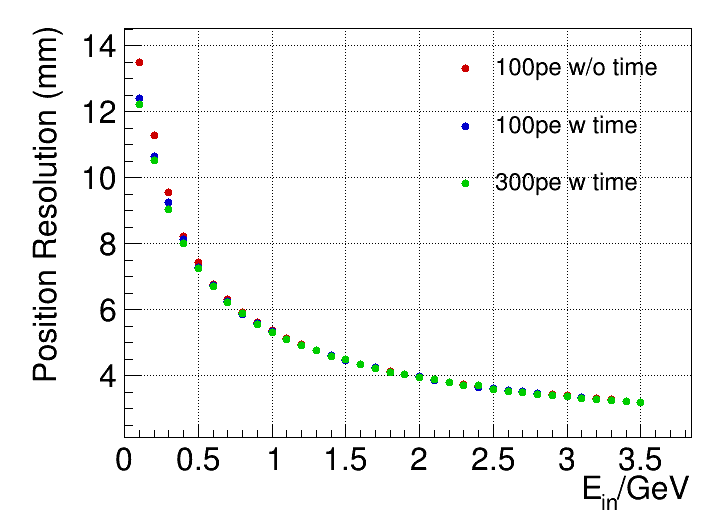 Position Resolution (mm)
14
12
10
8
6
4
100pe w/o time
100pe w time
300pe w time
0 0.5 1 1.5 2 2.5 3 3.5
E_in/GeV